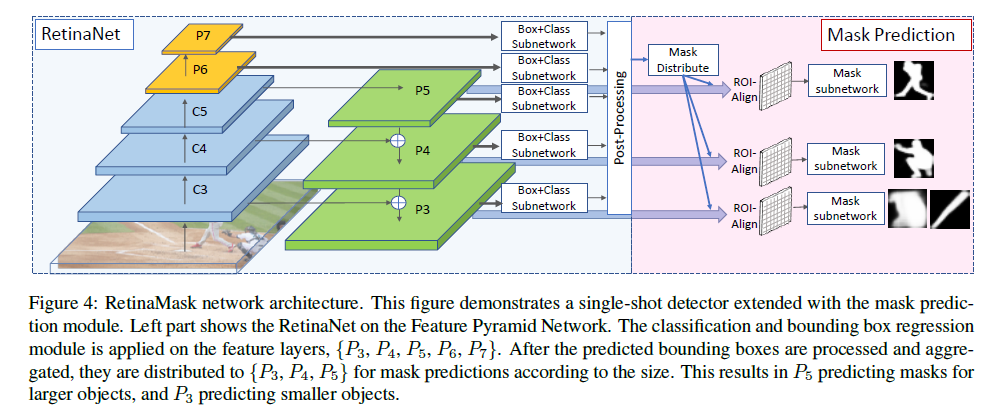 RetinaNet
Mask Prediction
P7
P6
C5
C4
C3
P5
P4
P3
Box+Class
Subnetwork
Box+Class
Subnetwork
Box+Class
Subnetwork
Box+Class
Subnetwork
Box+Class
Subnetwork
Post-Processing
Mask
Distribute
ROI-
Align
Mask
subnetwork
ROI-
Align
Mask
subnetwork
ROI-
Align
Mask
subnetwork
Figure 4: RetinaMask network architecture. This figure demonstrates a single-shot detector extended with the mask predic-
tion module. Left part shows the RetinaNet on the Feature Pyramid Network. The classification and bounding box regression
module is applied on the feature layers, {P₃, P₄, P₅, P₆, P₇}. After the predicted bounding boxes are processed and aggre-
gated, they are distributed to {P₃, P₄, P₅} for mask predictions according to the size. This results in P₅ predicting masks for
larger objects, and P₃ predicting smaller objects.